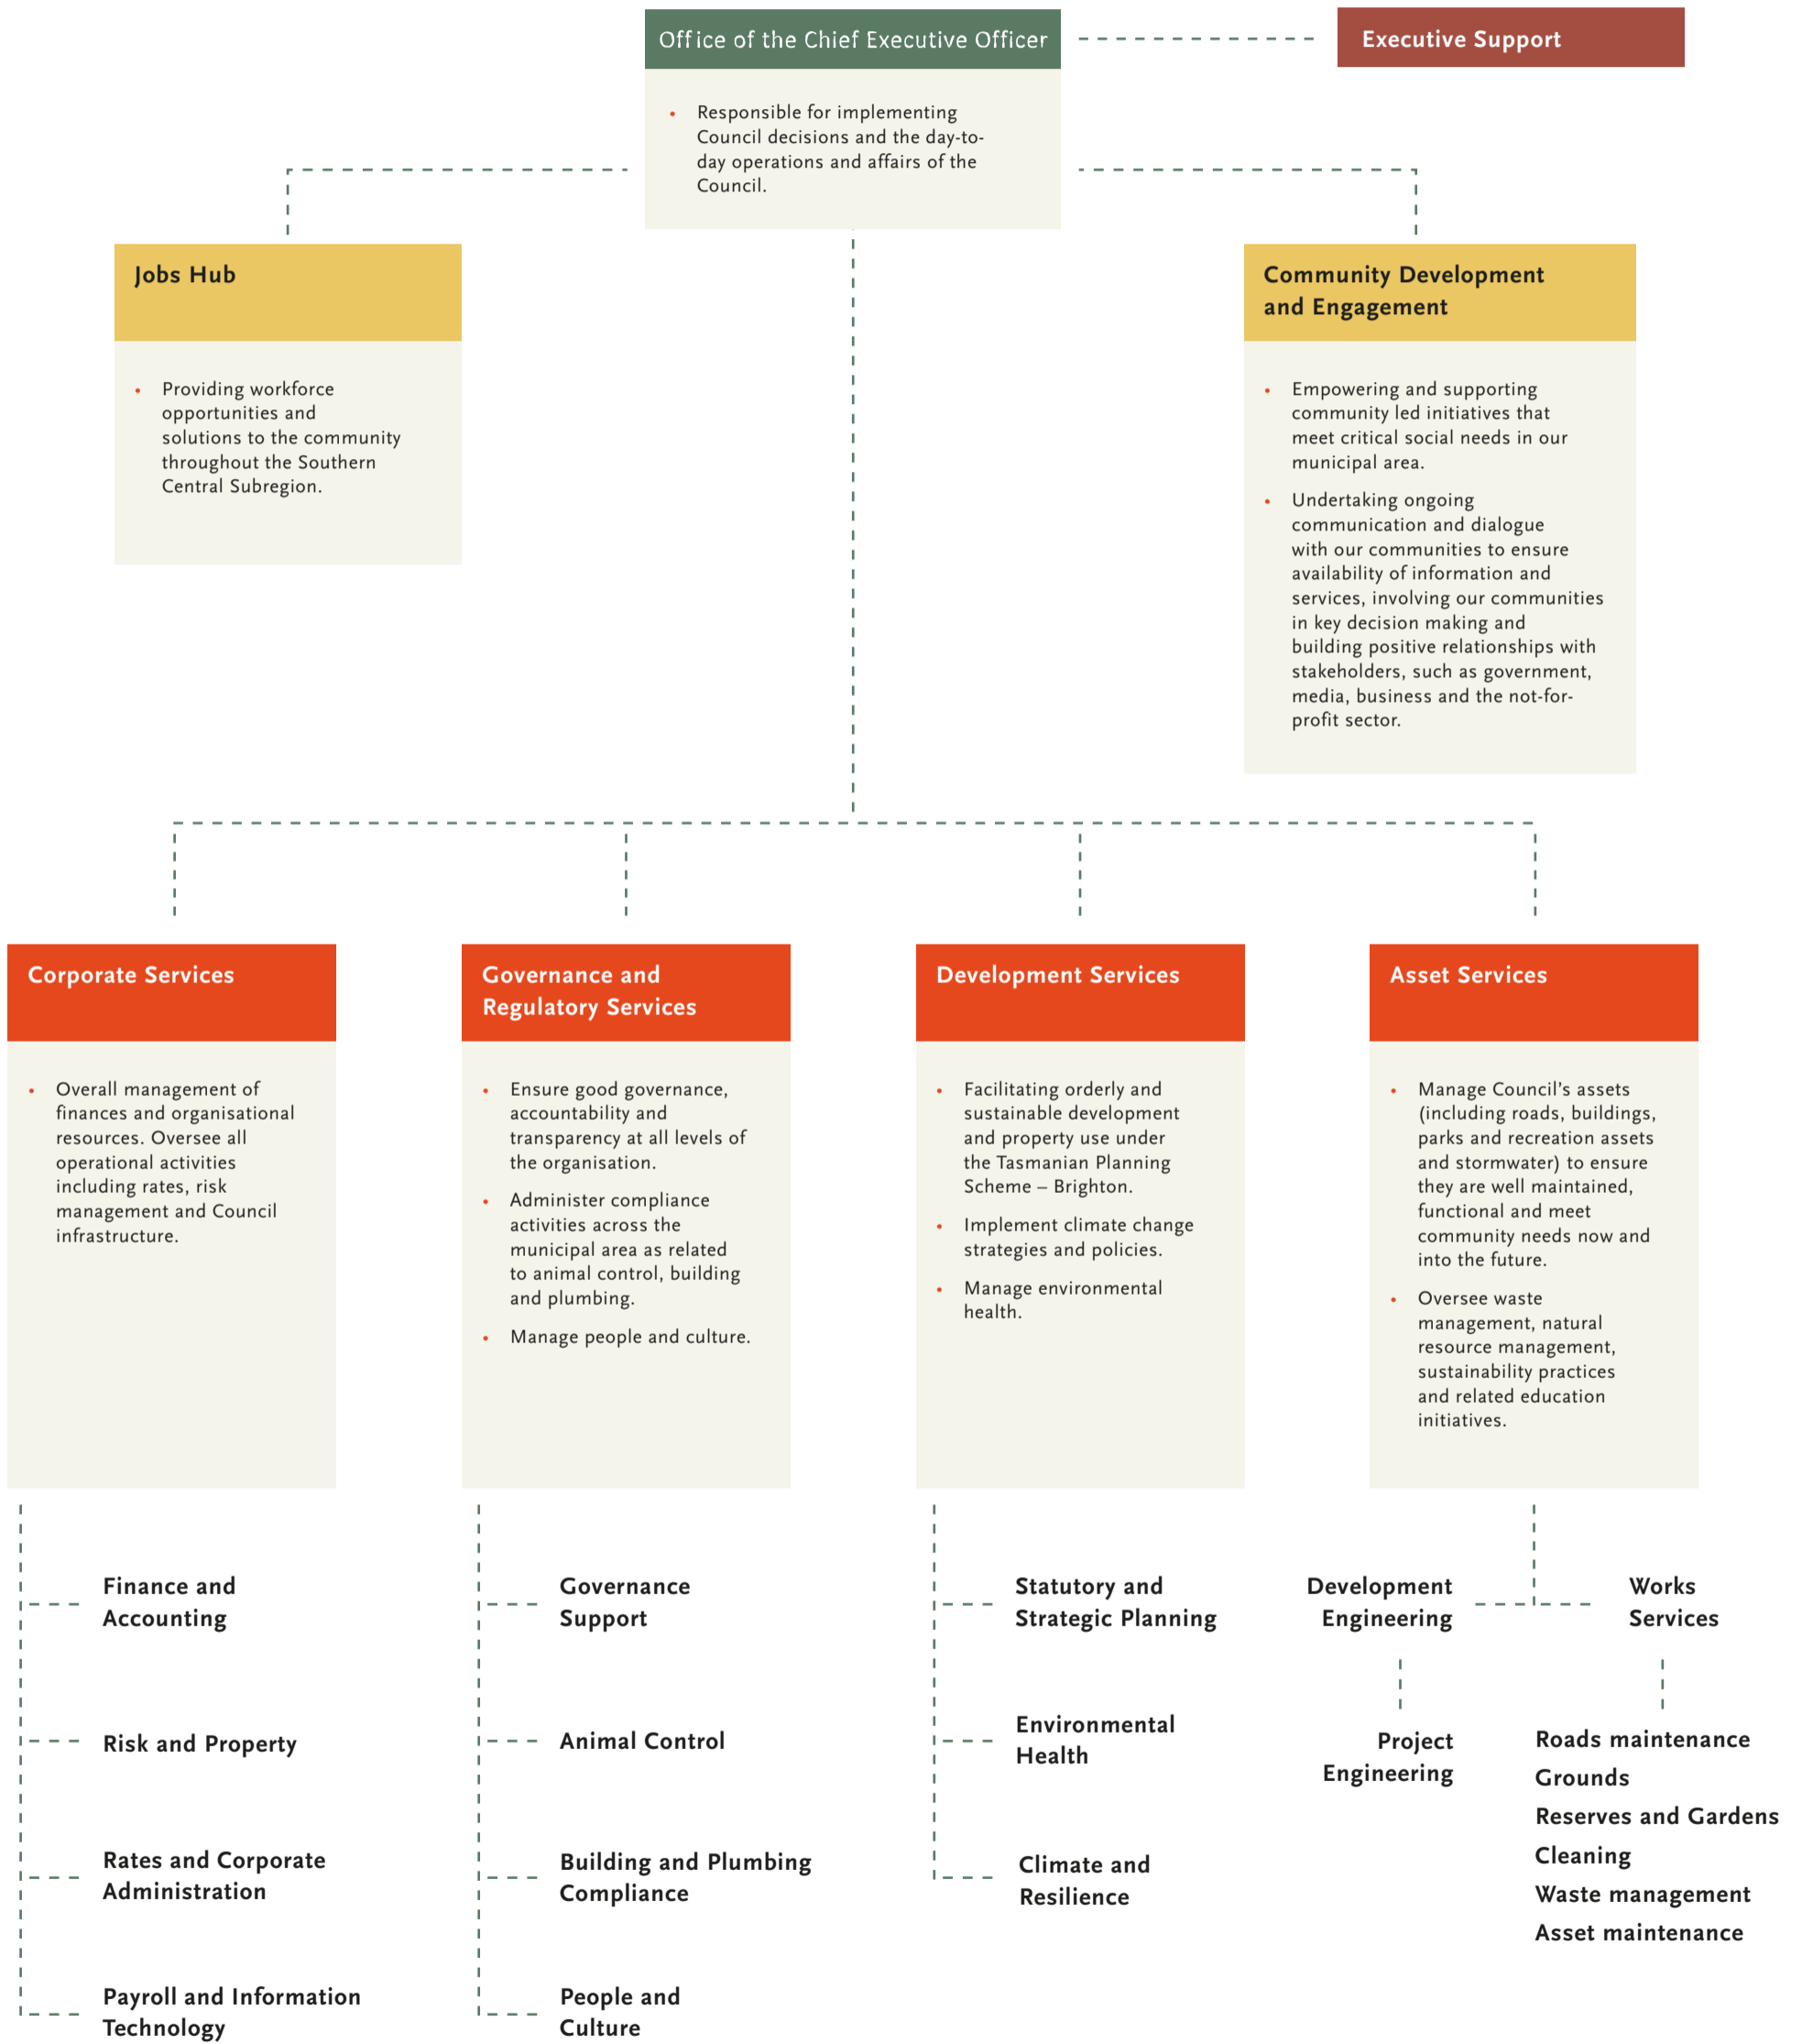 Office of the Chief Executive Officer
Executive Support
• Responsible for implementing
Council decisions and the day-to-
day operations and affairs of the
Council.
Jobs Hub
• Providing workforce
opportunities and
solutions to the community
throughout the Southern
Central Subregion.
Community Development
and Engagement
• Empowering and supporting
community led initiatives that
meet critical social needs in our
municipal area.
• Undertaking ongoing
communication and dialogue
with our communities to ensure
availability of information and
services, involving our communities
in key decision making and
building positive relationships with
stakeholders, such as government,
media, business and the not-for-
profit sector.
Corporate Services
• Overall management of
finances and organisational
resources. Oversee all
operational activities
including rates, risk
management and Council
infrastructure.
Governance and
Regulatory Services
• Ensure good governance,
accountability and
transparency at all levels of
the organisation.
• Administer compliance
activities across the
municipal area as related
to animal control, building
and plumbing.
• Manage people and culture.
Development Services
• Facilitating orderly and
sustainable development
and property use under
the Tasmanian Planning
Scheme – Brighton.
• Implement climate change
strategies and policies.
• Manage environmental
health.
Asset Services
• Manage Council’s assets
(including roads, buildings,
parks and recreation assets
and stormwater) to ensure
they are well maintained,
functional and meet
community needs now and
into the future.
• Oversee waste
management, natural
resource management,
sustainability practices
and related education
initiatives.
Finance and
Accounting
Risk and Property
Rates and Corporate
Administration
Payroll and Information
Technology
Governance
Support
Animal Control
Building and Plumbing
Compliance
People and
Culture
Statutory and
Strategic Planning
Environmental
Health
Climate and
Resilience
Development
Engineering
Project
Engineering
Works
Services
Roads maintenance
Grounds
Reserves and Gardens
Cleaning
Waste management
Asset maintenance